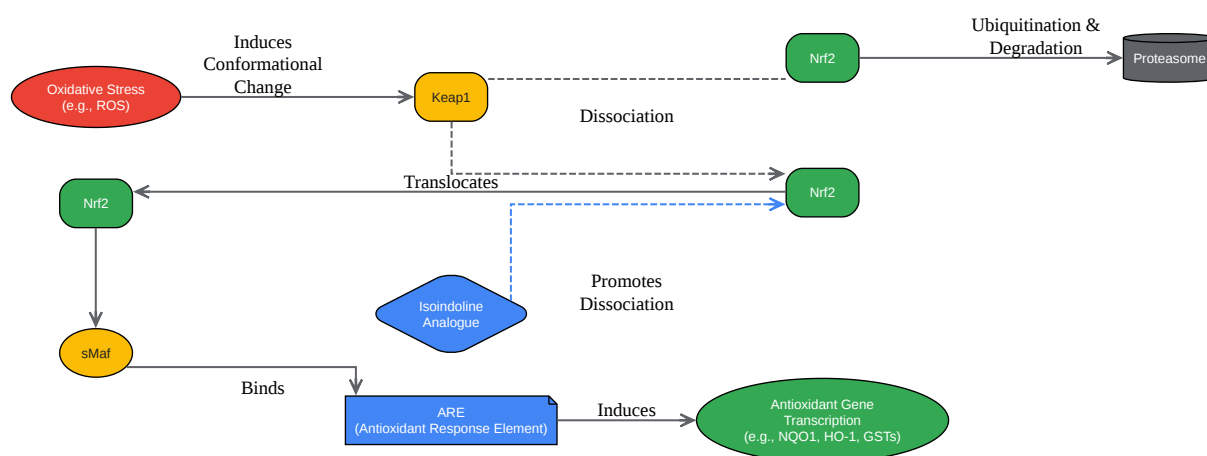 Induces
Conformational
Change
Ubiquitination &
Degradation
Oxidative Stress
(e.g., ROS)
Keap1
Nrf2
Proteasome
Dissociation
Nrf2
Translocates
Nrf2
Isoindoline
Analogue
Promotes
Dissociation
sMaf
Binds
ARE
(Antioxidant Response Element)
Induces
Antioxidant Gene
Transcription
(e.g., NQO1, HO-1, GSTs)